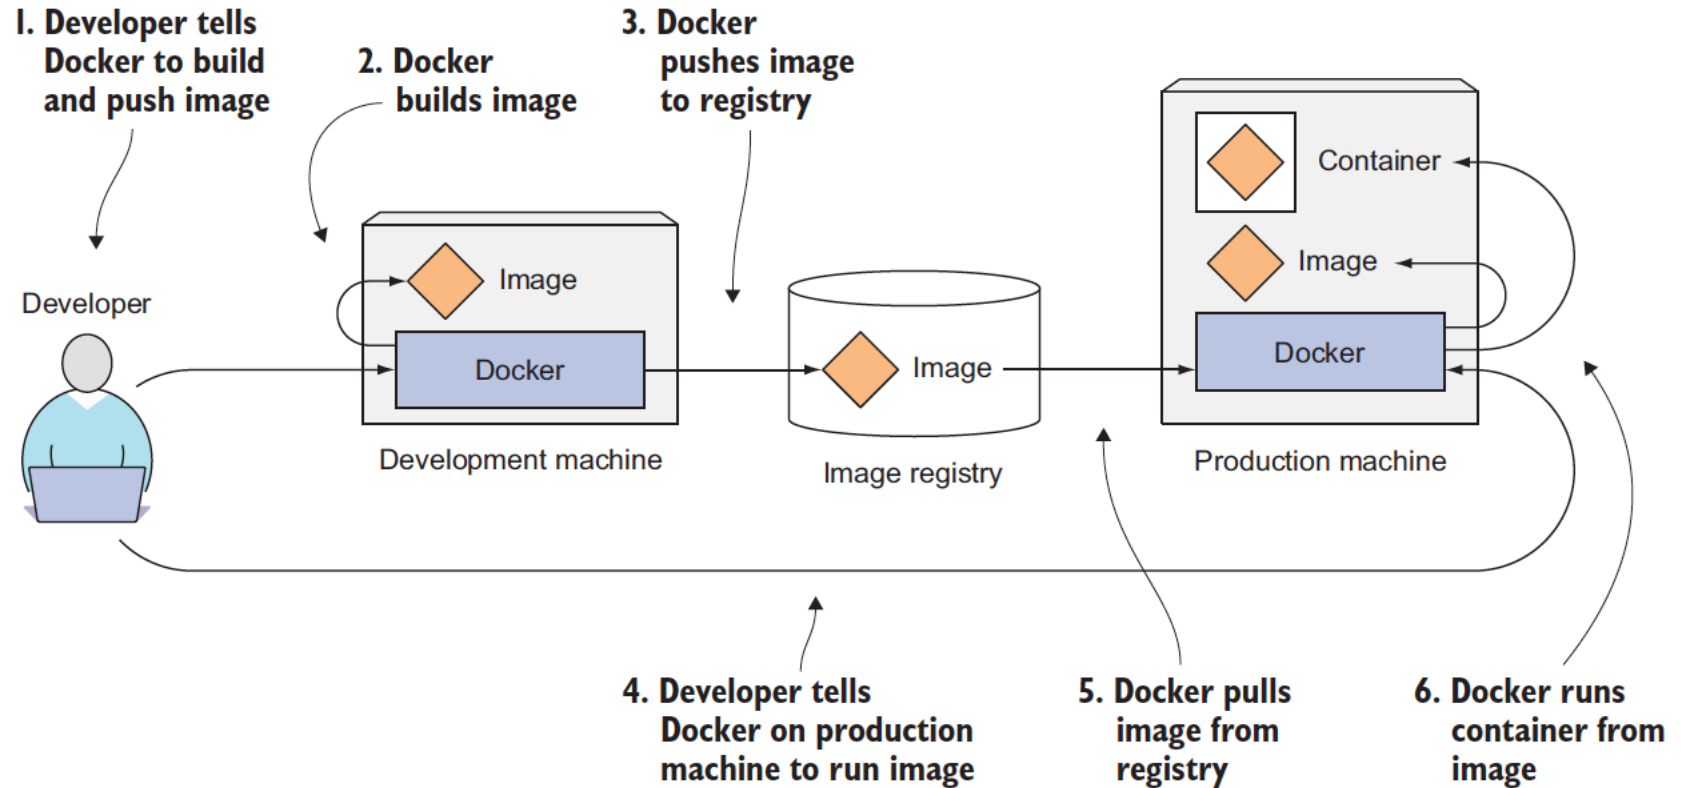 1. Developer tells
Docker to build
and push image
2. Docker
builds image
3. Docker
pushes image
to registry
Developer
Image
Docker
Development machine
Image
Image registry
Container
Image
Docker
Production machine
4. Developer tells
Docker on production
machine to run image
5. Docker pulls
image from
registry
6. Docker runs
container from
image